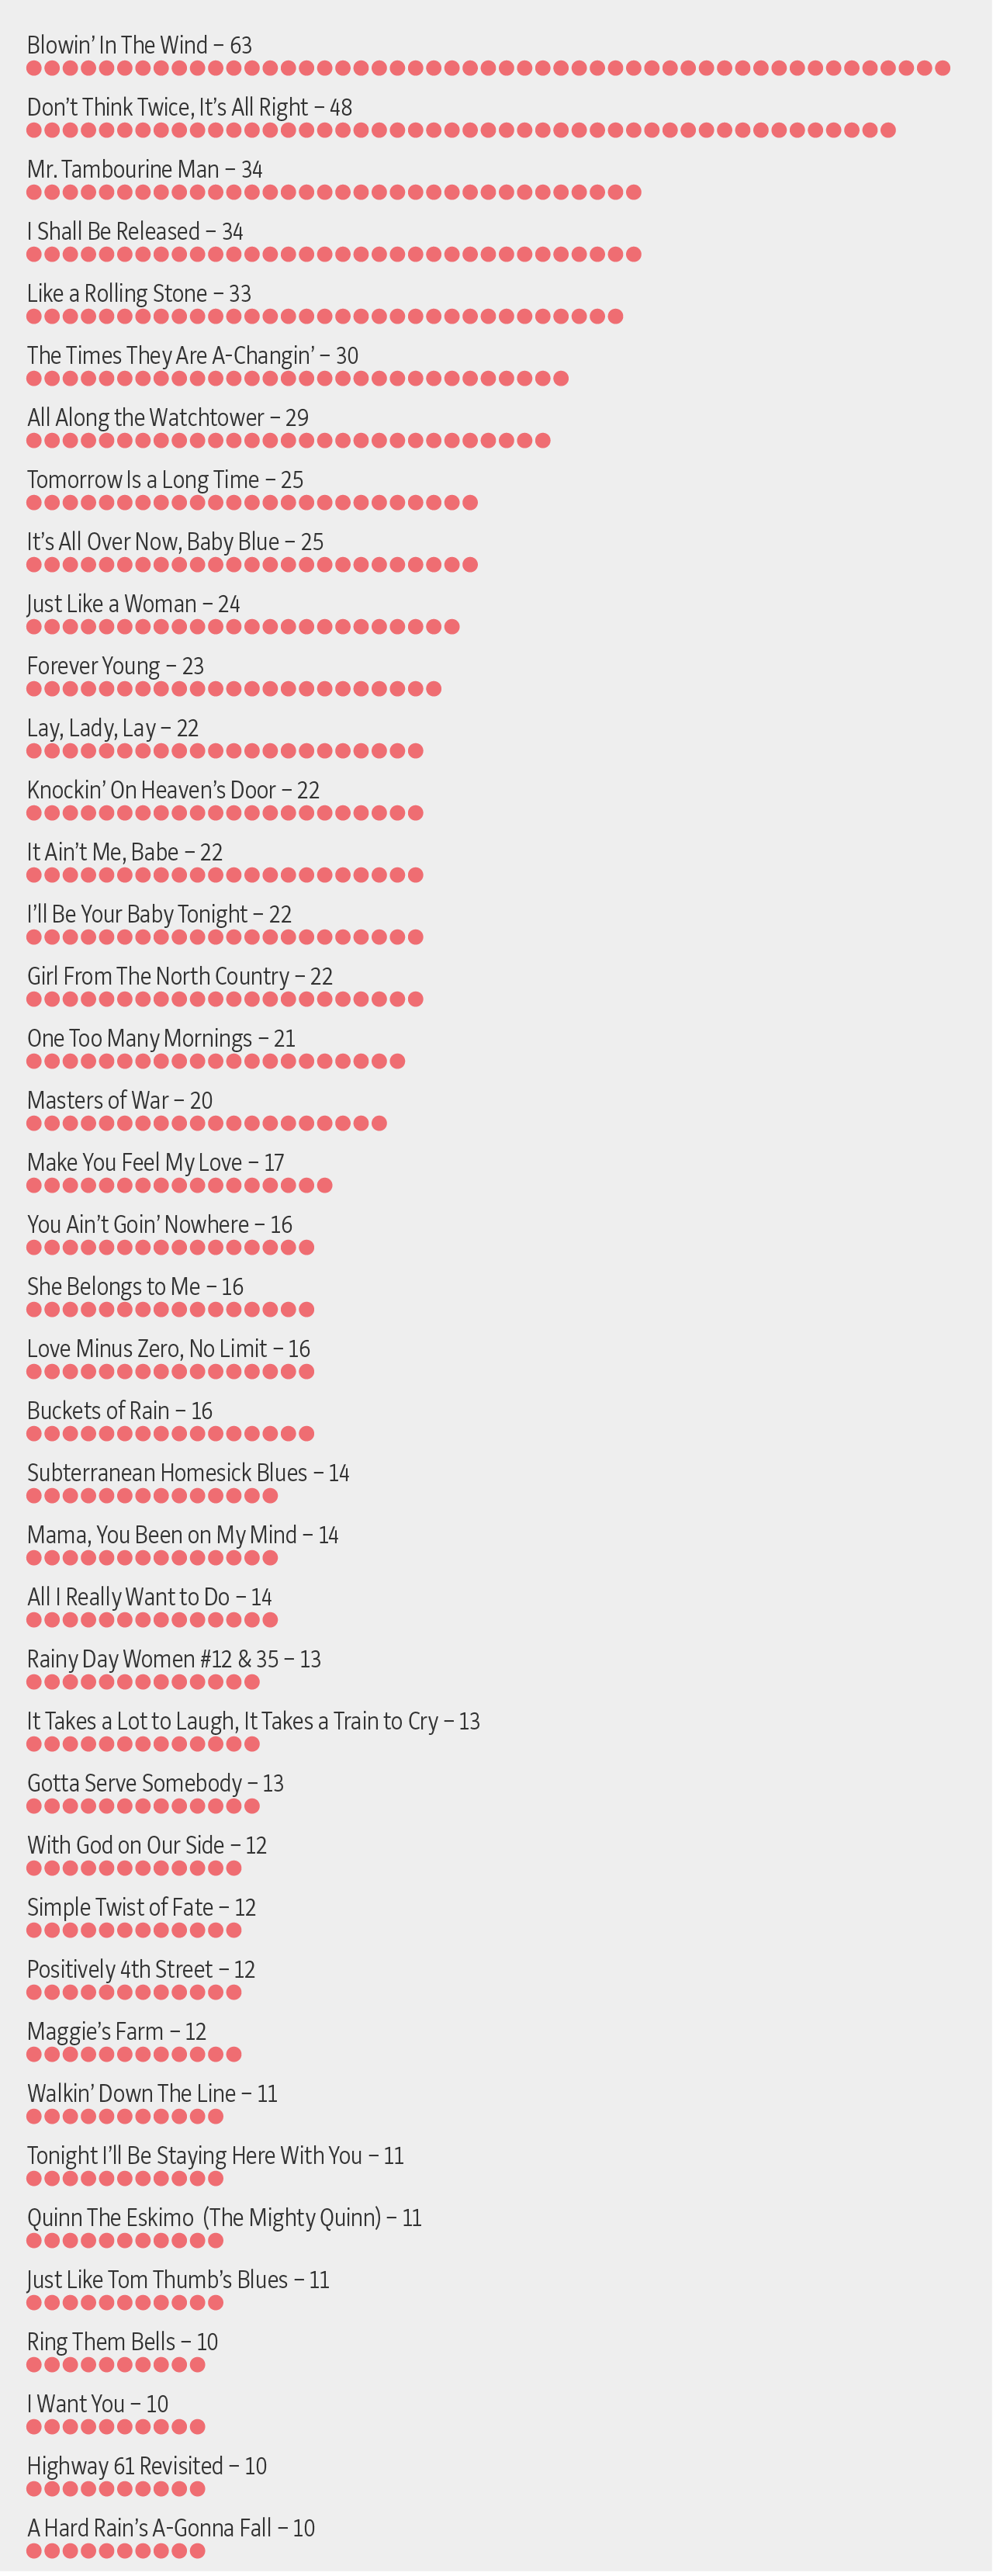 Blowin’ In The Wind – 63
Don’t Think Twice, It’s All Right – 48
Mr. Tambourine Man – 34
I Shall Be Released – 34
Like a Rolling Stone – 33
The Times They Are A-Changin’ – 30
All Along the Watchtower – 29
Tomorrow Is a Long Time – 25
It’s All Over Now, Baby Blue – 25
Just Like a Woman – 24
Forever Young – 23
Lay, Lady, Lay – 22
Knockin’ On Heaven’s Door – 22
It Ain’t Me, Babe – 22
I’ll Be Your Baby Tonight – 22
Girl From The North Country – 22
One Too Many Mornings – 21
Masters of War – 20
Make You Feel My Love – 17
You Ain’t Goin’ Nowhere – 16
She Belongs to Me – 16
Love Minus Zero, No Limit – 16
Buckets of Rain – 16
Subterranean Homesick Blues – 14
Mama, You Been on My Mind – 14
All I Really Want to Do – 14
Rainy Day Women #12 & 35 – 13
It Takes a Lot to Laugh, It Takes a Train to Cry – 13
Gotta Serve Somebody – 13
With God on Our Side – 12
Simple Twist of Fate – 12
Positively 4th Street – 12
Maggie’s Farm – 12
Walkin’ Down The Line – 11
Tonight I’ll Be Staying Here With You – 11
Quinn The Eskimo (The Mighty Quinn) – 11
Just Like Tom Thumb’s Blues – 11
Ring Them Bells – 10
I Want You – 10
Highway 61 Revisited – 10
A Hard Rain’s A-Gonna Fall – 10